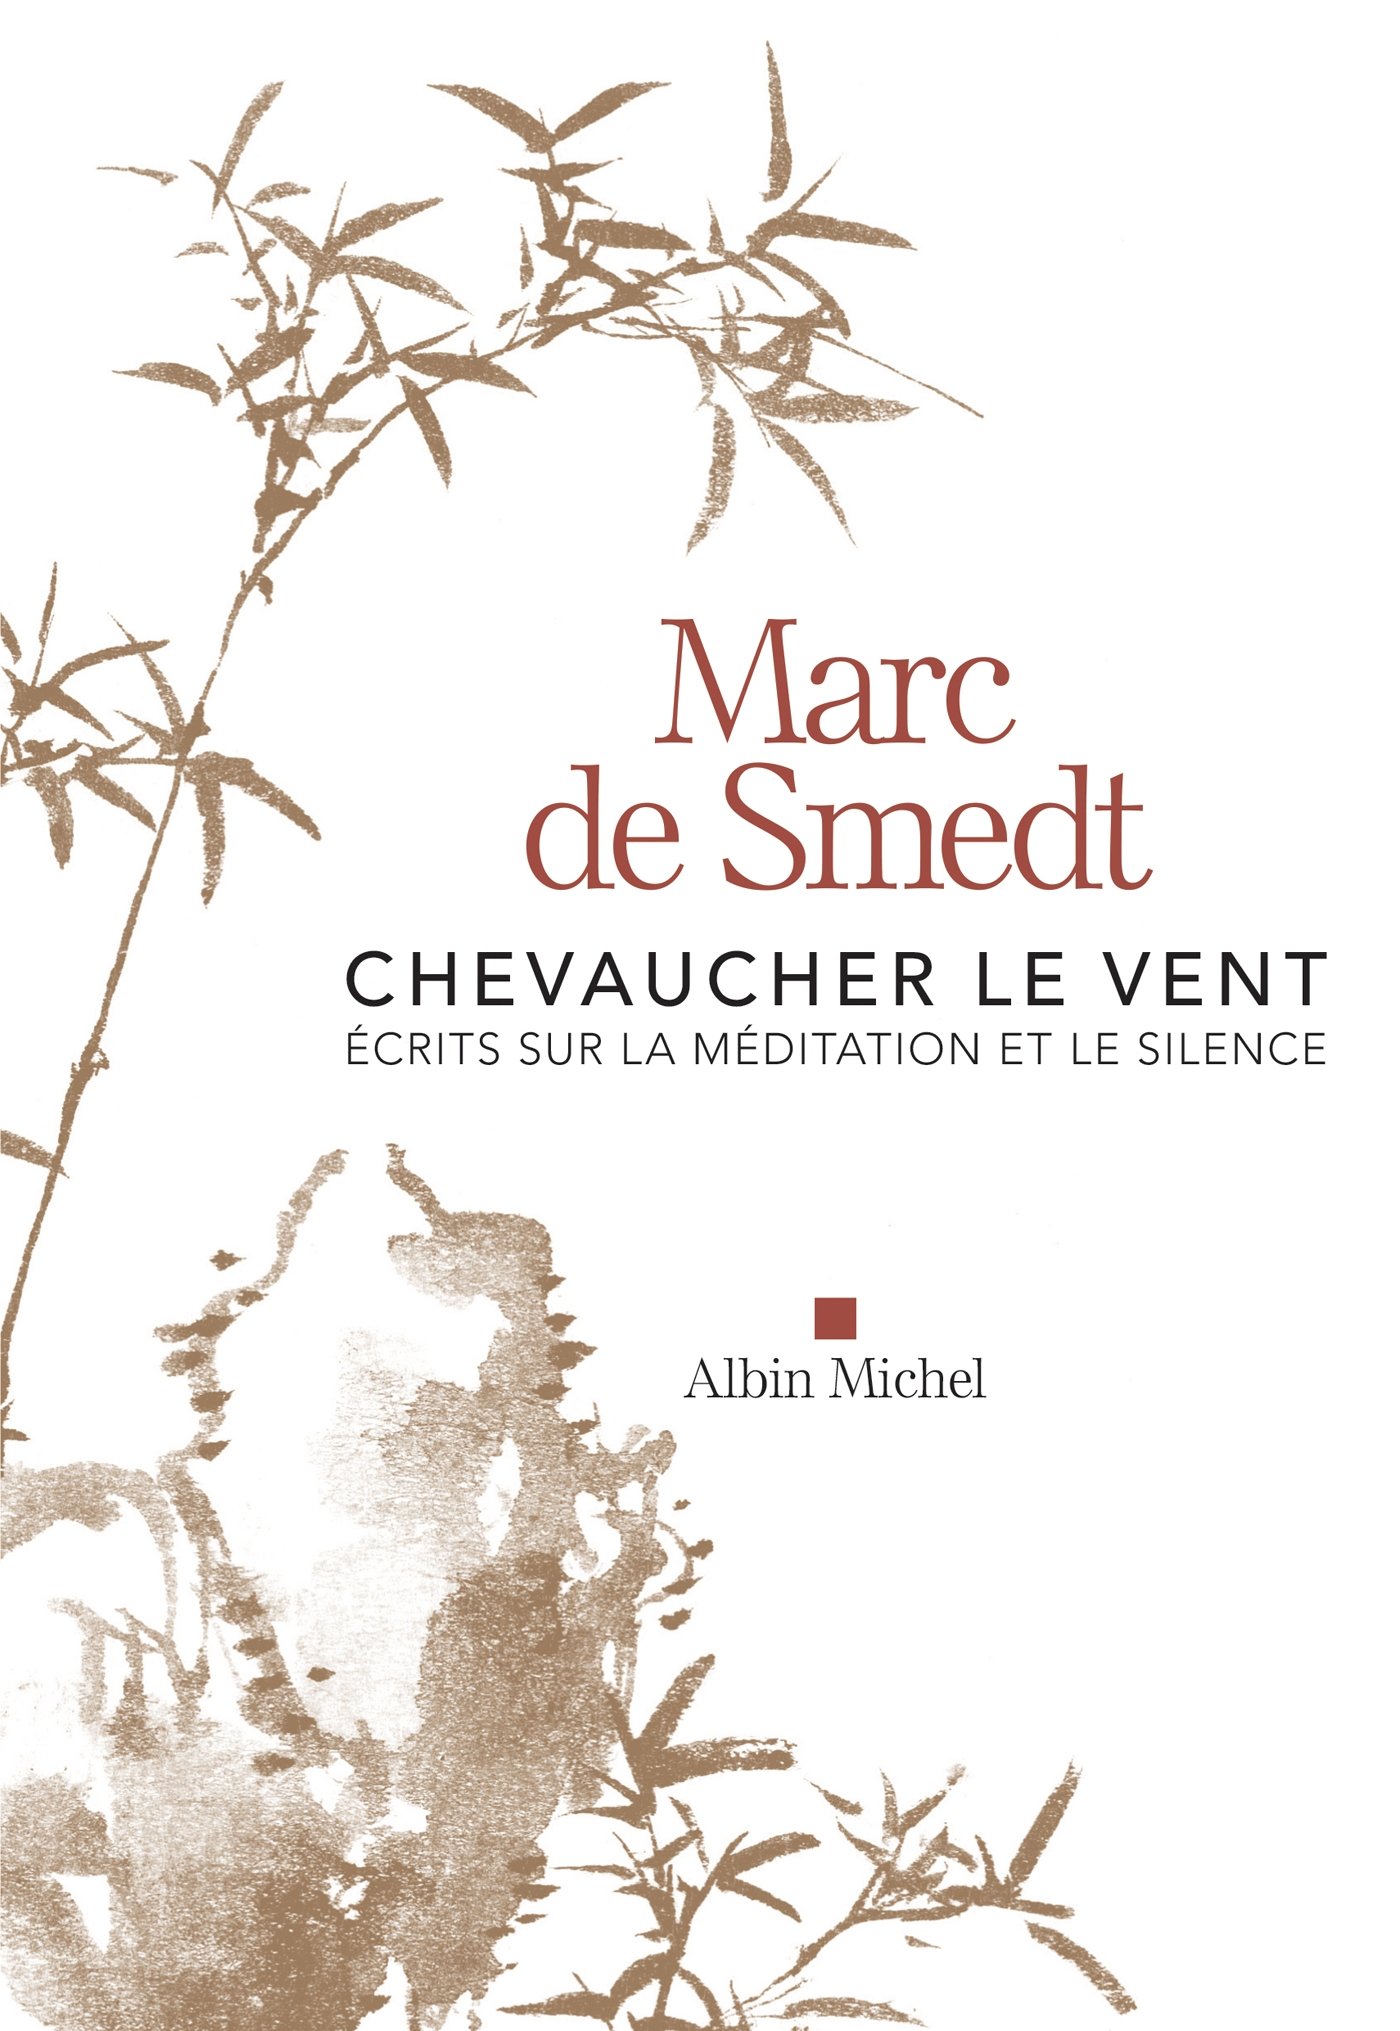 Marc
de Smedt
CHEVAUCHER LE VENT
ÉCRITS SUR LA MÉDITATION ET LE SILENCE
Albin Michel